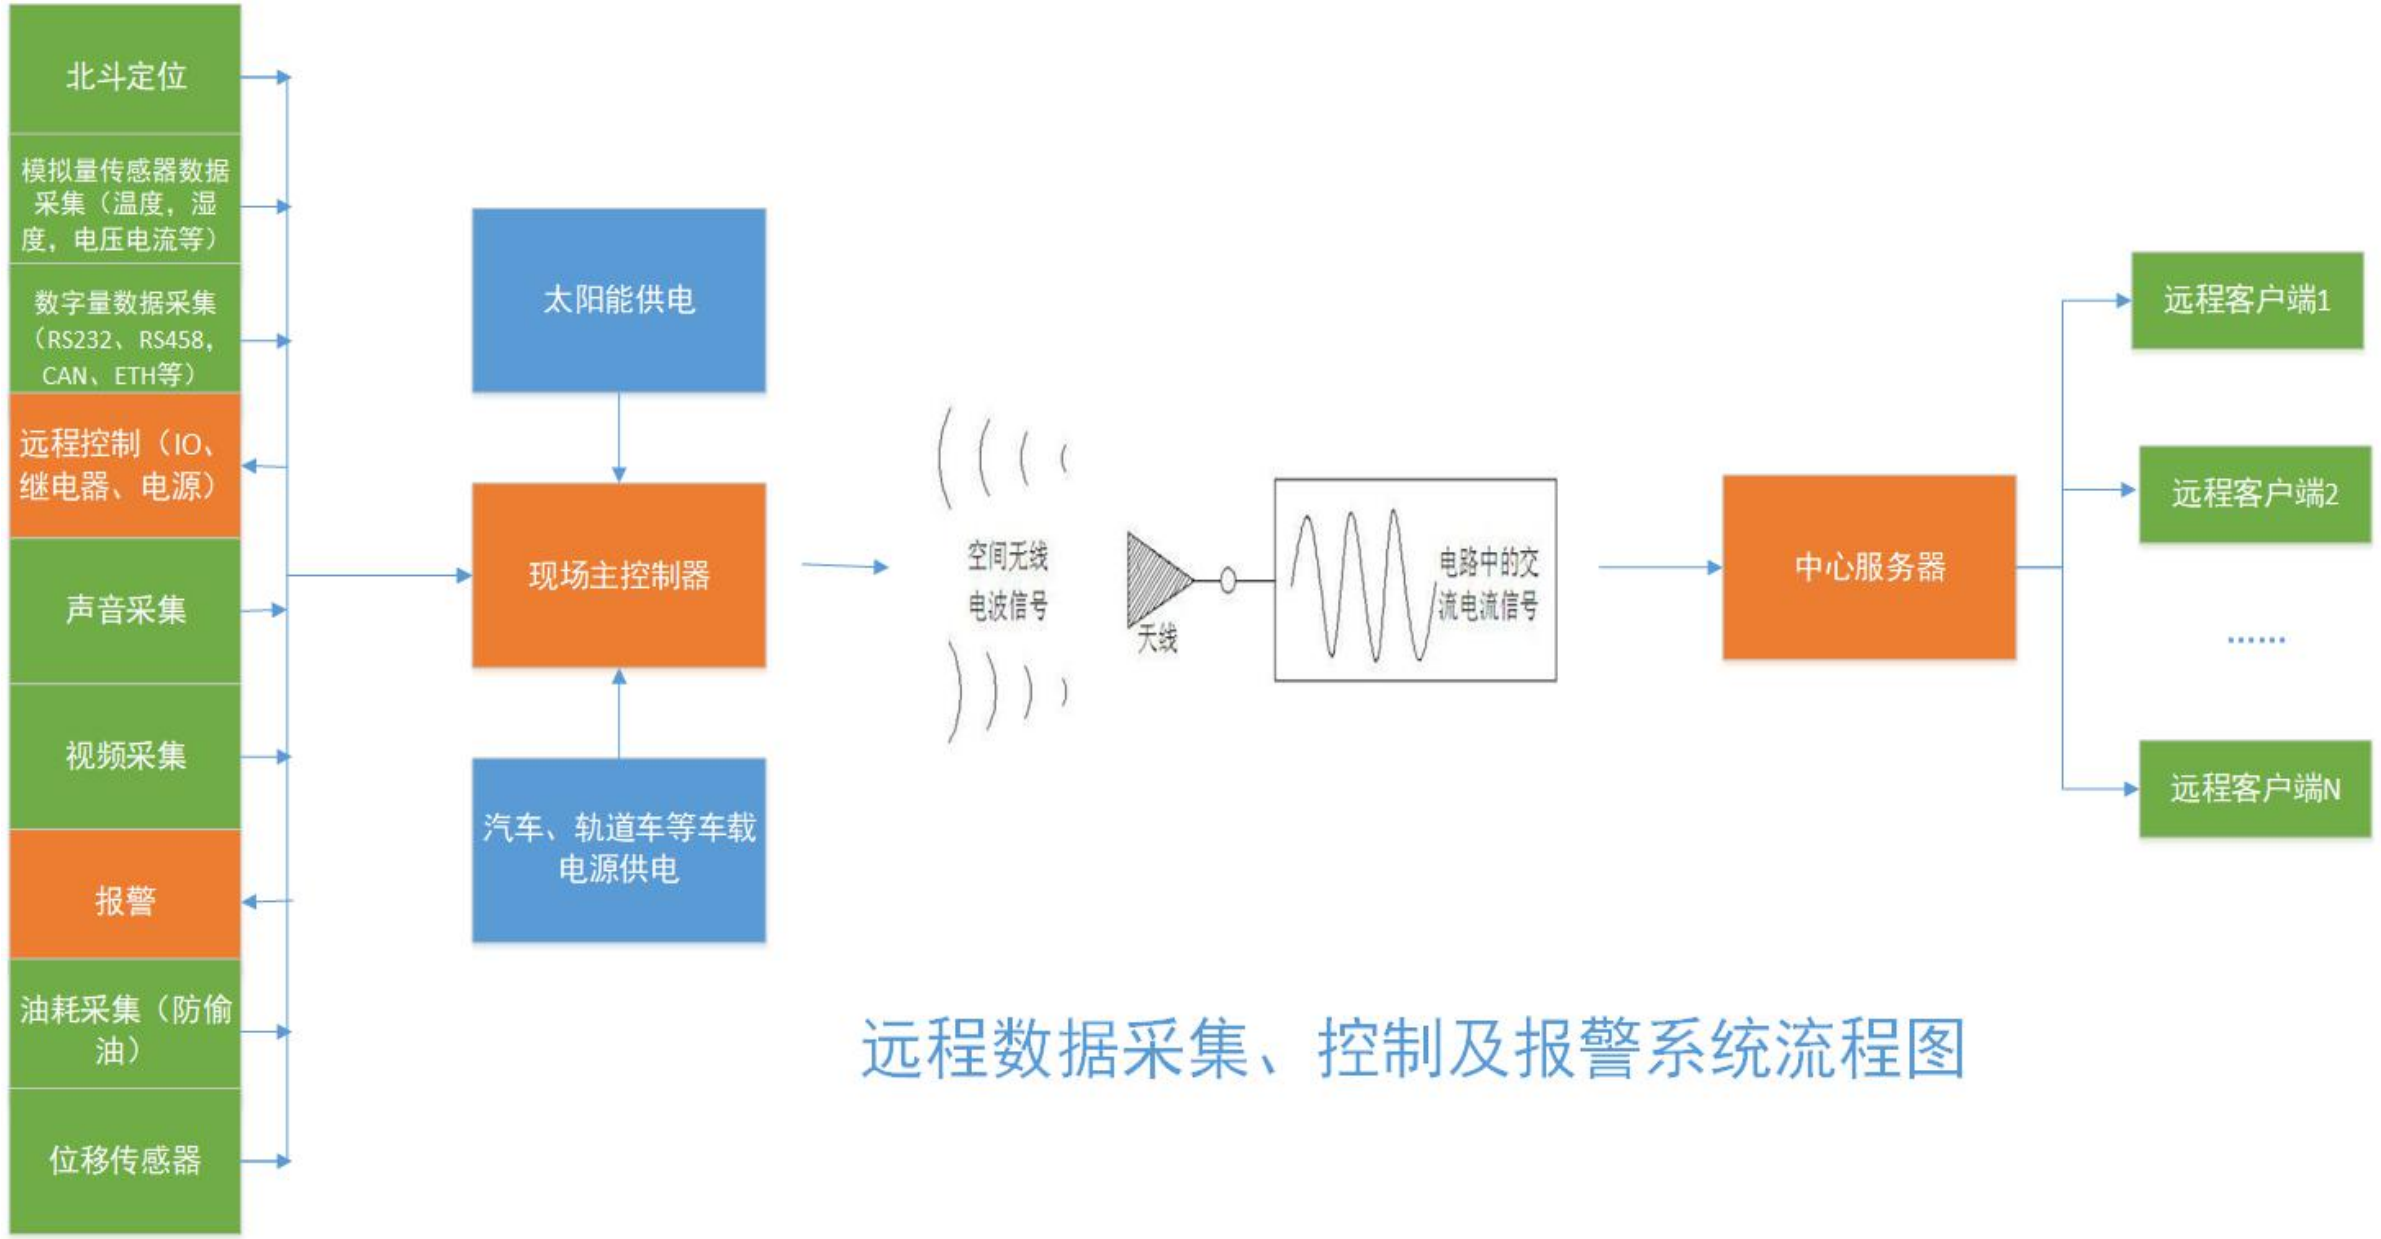 北斗定位
模拟量传感器数据
采集（温度，湿
度，电压电流等）
数字量数据采集
（RS232、RS458，
CAN、ETH等）
远程控制（IO、
继电器、电源）
声音采集
视频采集
报警
油耗采集（防偷
油）
位移传感器
太阳能供电
现场主控制器
汽车、轨道车等车载
电源供电
空间无线
电波信号
天线
电路中的交
流电流信号
中心服务器
远程客户端1
远程客户端2
……
远程客户端N
远程数据采集、控制及报警系统流程图